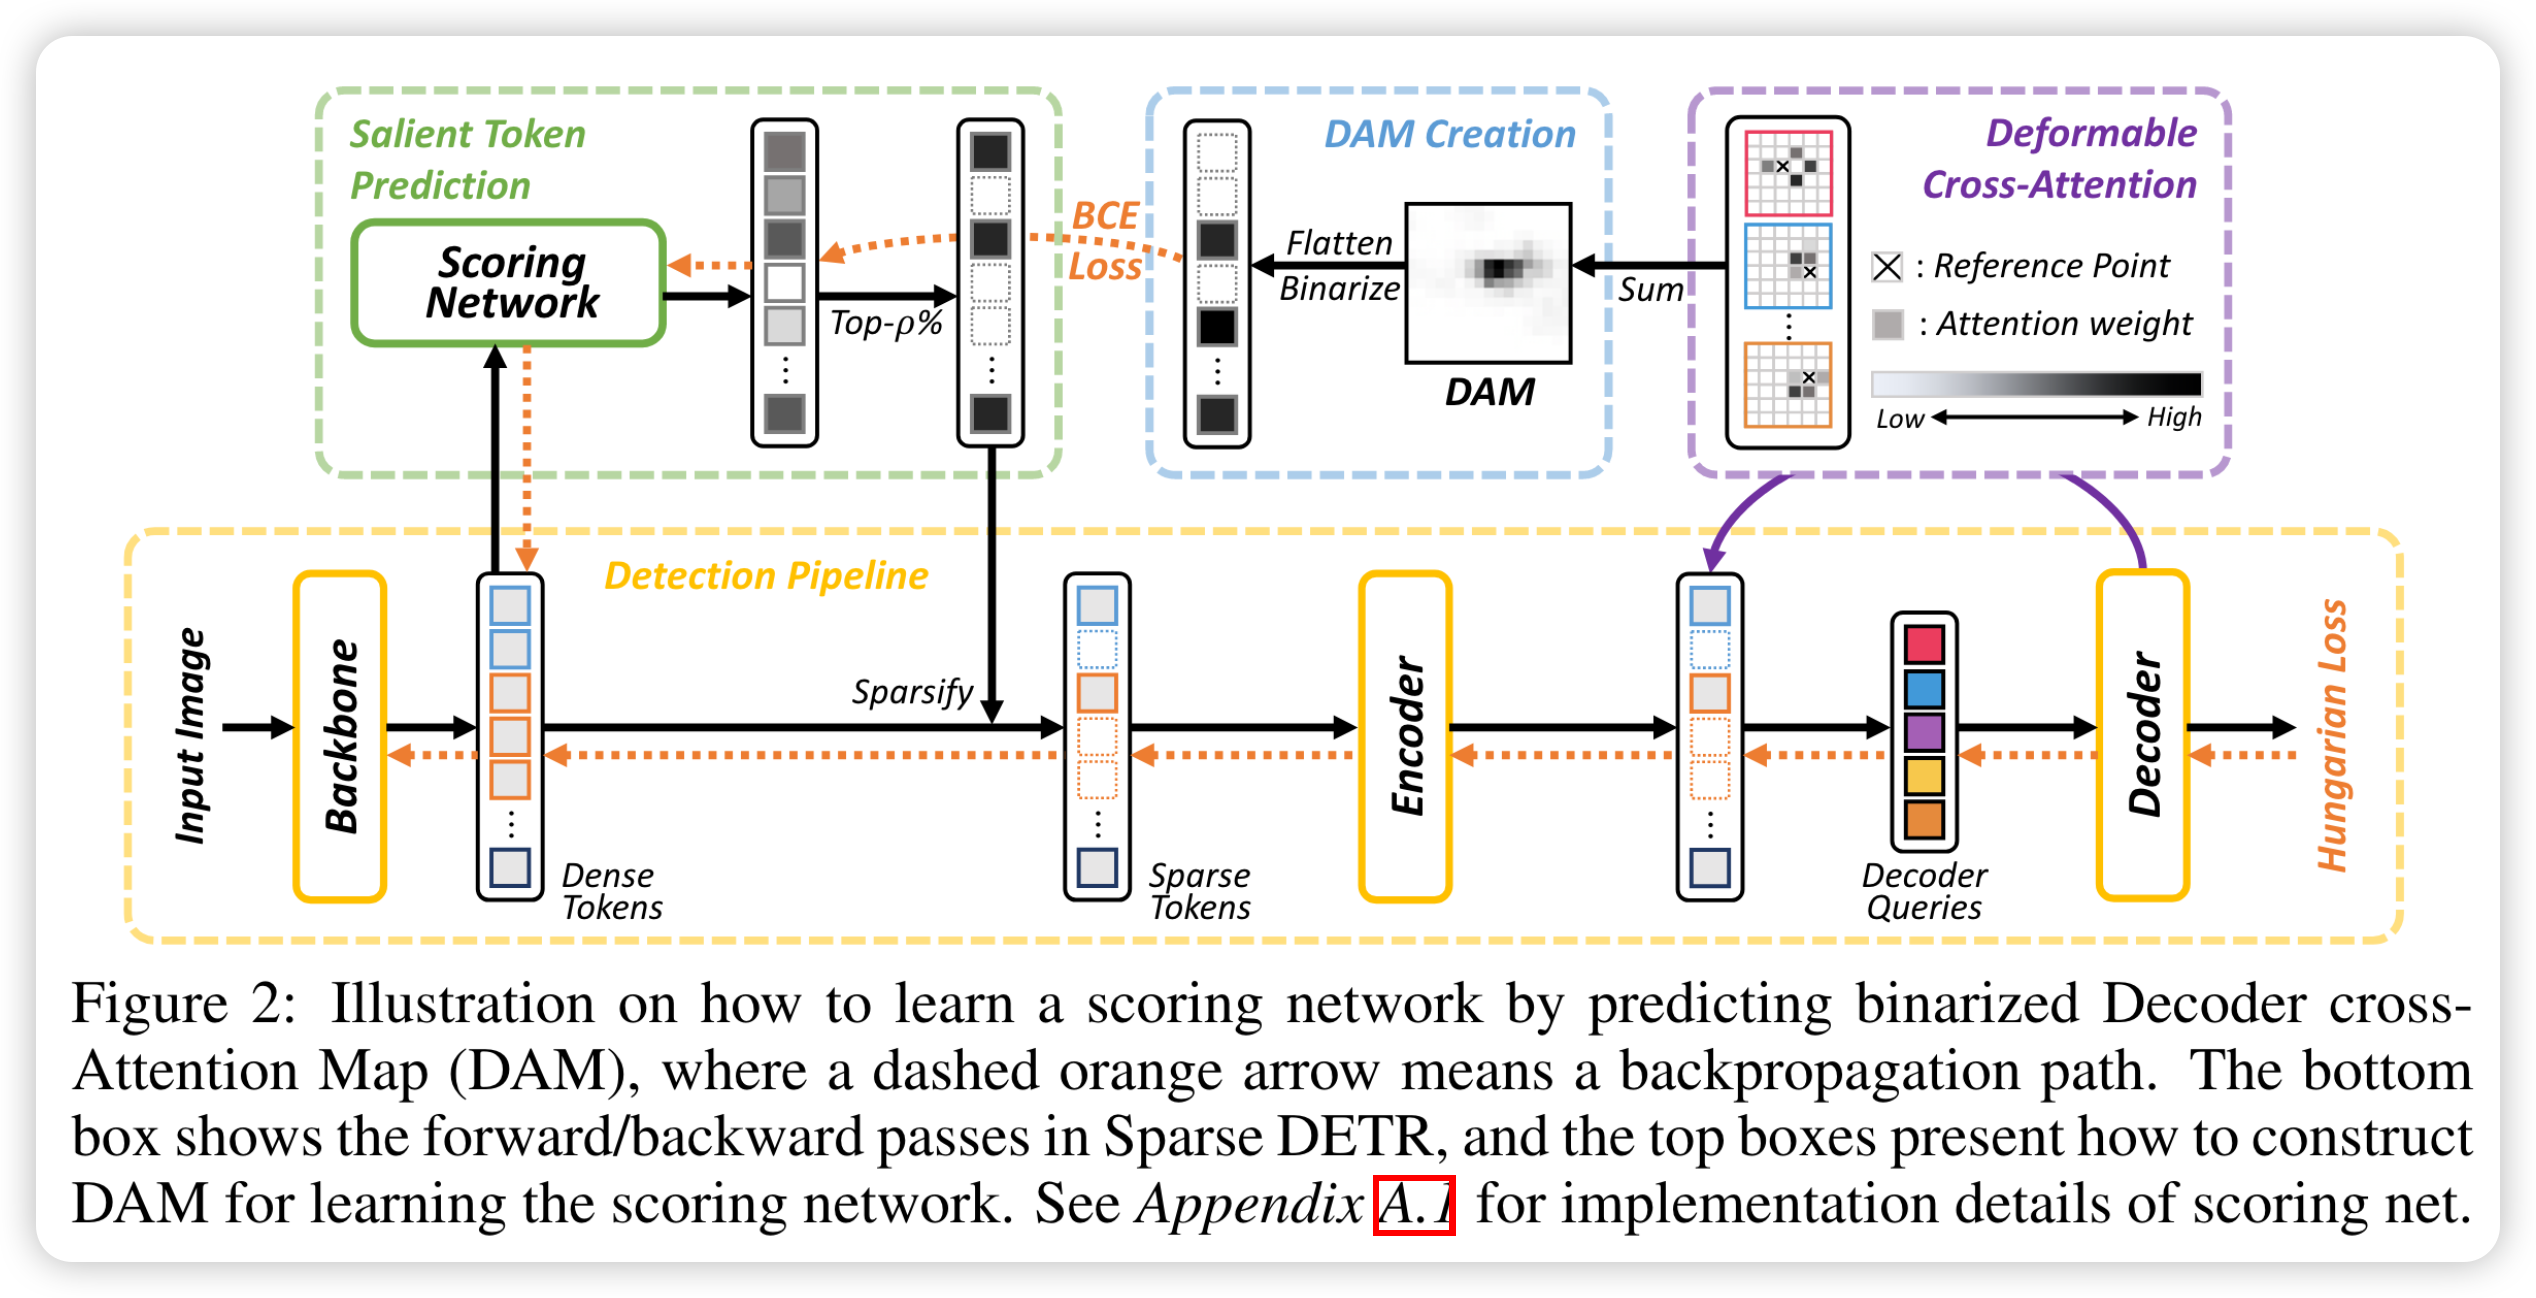 Salient Token
Prediction
Scoring
Network
Top-ρ%
BCE
Loss
DAM Creation
Flatten
Binarize
DAM
Sum
Deformable
Cross-Attention
: Reference Point
: Attention weight
Low
High
Detection Pipeline
Input Image
Backbone
Dense
Tokens
Sparsify
Sparse
Tokens
Encoder
Decoder
Queries
Decoder
Hungarian Loss
Figure 2: Illustration on how to learn a scoring network by predicting binarized Decoder cross-
Attention Map (DAM), where a dashed orange arrow means a backpropagation path. The bottom
box shows the forward/backward passes in Sparse DETR, and the top boxes present how to construct
DAM for learning the scoring network. See Appendix A.1 for implementation details of scoring net.